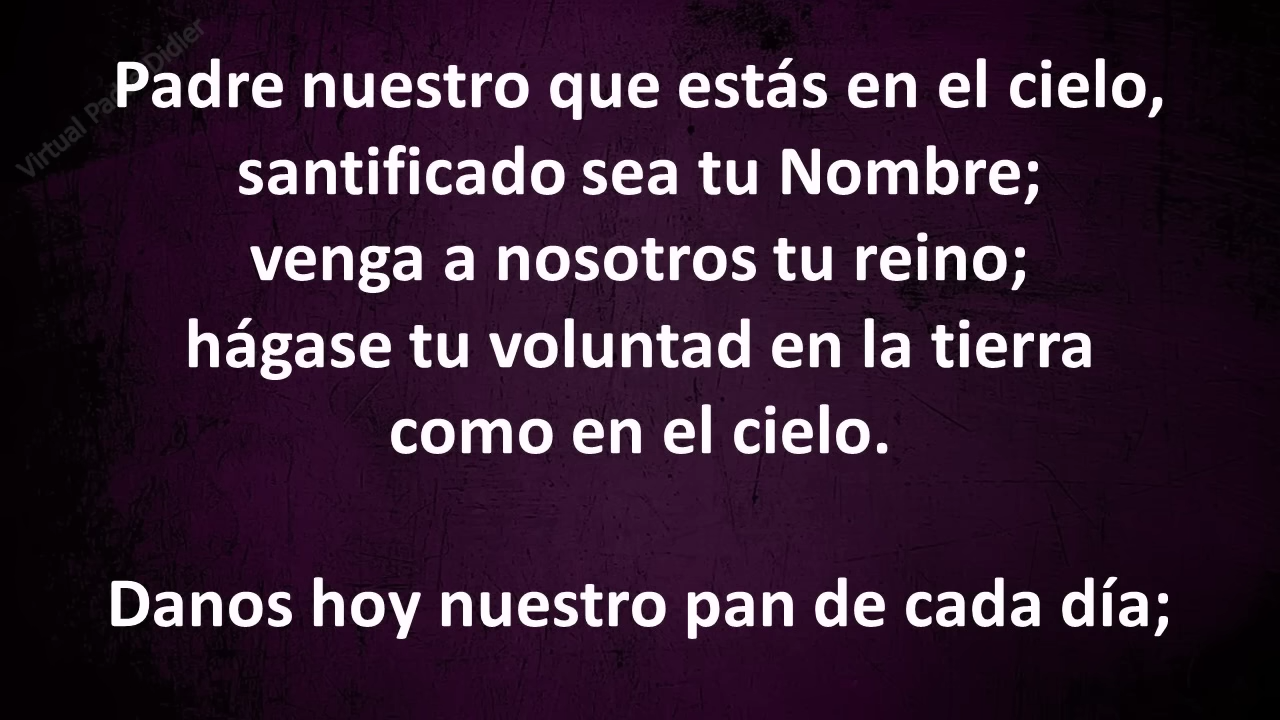 Padre nuestro que estás en el cielo,
santificado sea tu Nombre;
venga a nosotros tu reino;
hágase tu voluntad en la tierra
como en el cielo.
Danos hoy nuestro pan de cada día;
Virtual Didier